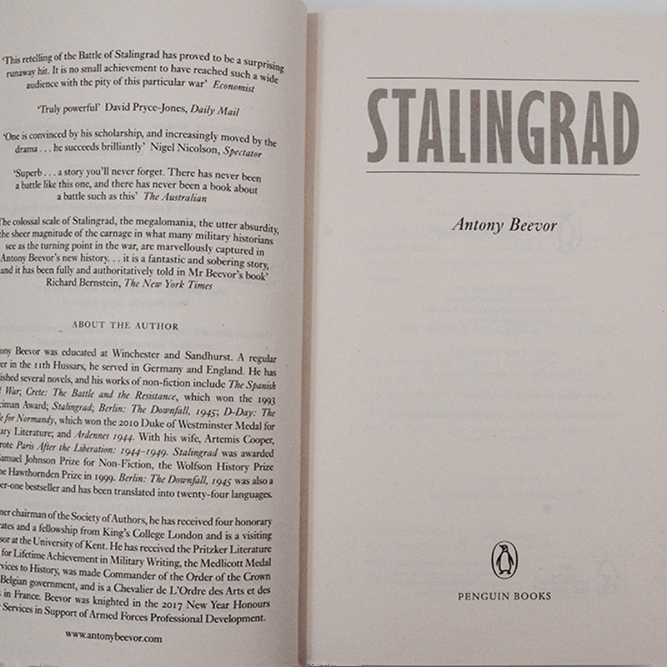 'This retelling of the Battle of Stalingrad has proved to be a surprising
runaway hit. It is no small achievement to have reached such a wide
audience with the pity of this particular war' Economist
'Truly powerful' David Pryce-Jones, Daily Mail
'One is convinced by his scholarship, and increasingly moved by the
drama . . . he succeeds brilliantly' Nigel Nicolson, Spectator
'Superb . . . a story you'll never forget. There has never been
a battle like this one, and there has never been a book about
a battle such as this' The Australian
The colossal scale of Stalingrad, the megalomania, the utter absurdity,
the sheer magnitude of the carnage in what many military historians
see as the turning point in the war, are marvellously captured in
Antony Beevor's new history. . . it is a fantastic and sobering story,
and it has been fully and authoritatively told in Mr Beevor's book'
Richard Bernstein, The New York Times
ABOUT THE AUTHOR
ony Beevor was educated at Winchester and Sandhurst. A regular
er in the 11th Hussars, he served in Germany and England. He has
ished several novels, and his works of non-fiction include The Spanish
War, Crete: The Battle and the Resistance, which won the 1993
ciman Award; Stalingrad; Berlin: The Downfall, 1945; D-Day: The
e for Normandy, which won the 2010 Duke of Westminster Medal for
ary Literature; and Ardennes 1944. With his wife, Artemis Cooper,
rote Paris After the Liberation: 1944–1949. Stalingrad was awarded
amuel Johnson Prize for Non-Fiction, the Wolfson History Prize
he Hawthornden Prize in 1999. Berlin: The Downfall, 1945 was also a
er-one bestseller and has been translated into twenty-four languages.
ner chairman of the Society of Authors, he has received four honorary
rates and a fellowship from King's College London and is a visiting
sor at the University of Kent. He has received the Pritzker Literature
for Lifetime Achievement in Military Writing, the Medlicott Medal
vices to History, was made Commander of the Order of the Crown
Belgian government, and is a Chevalier de L'Ordre des Arts et des
in France. Beevor was knighted in the 2017 New Year Honours
Services in Support of Armed Forces Professional Development.
www.antonybeevor.com
STALINGRAD
Antony Beevor
PENGUIN BOOKS